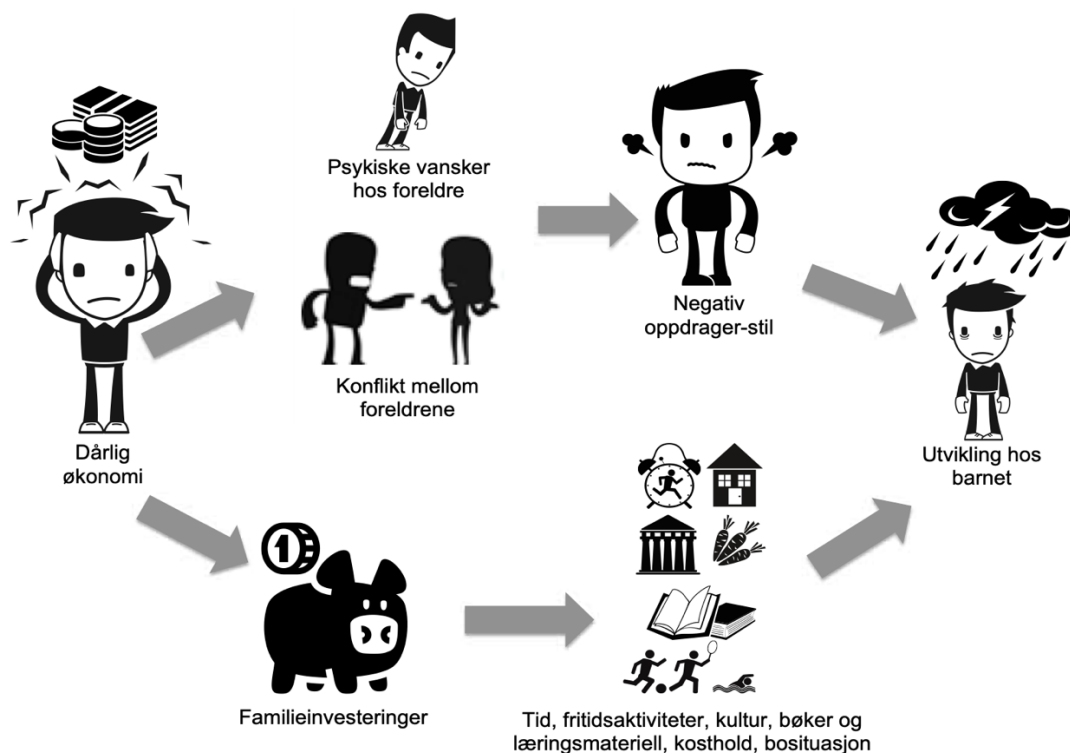 Psykiske vansker
hos foreldre
Konflikt mellom
foreldrene
Negativ
oppdrager-stil
Dårlig
økonomi
Utvikling hos
barnet
1
Familieinvesteringer
Tid, fritidsaktiviteter, kultur, bøker og
læringsmateriell, kosthold, bosituasjon